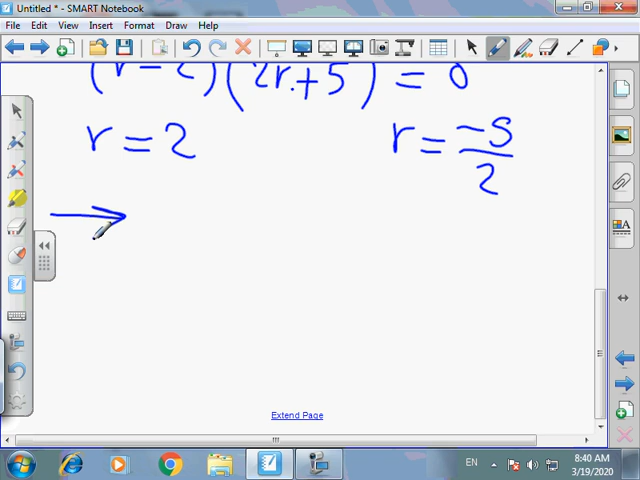 Untitled * - SMART Notebook
File Edit View Insert Format Draw Help
(r-2)(2r+5)=0
r=2 r=-5/2
Extend Page
EN 8:40 AM
3/19/2020